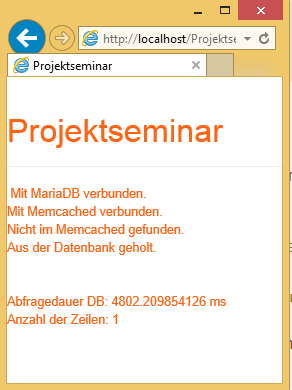 http://localhost/Projektse
Projektseminar
Projektseminar
Mit MariaDB verbunden.
Mit Memcached verbunden.
Nicht im Memcached gefunden.
Aus der Datenbank geholt.
Abfragedauer DB: 4802.209854126 ms
Anzahl der Zeilen: 1